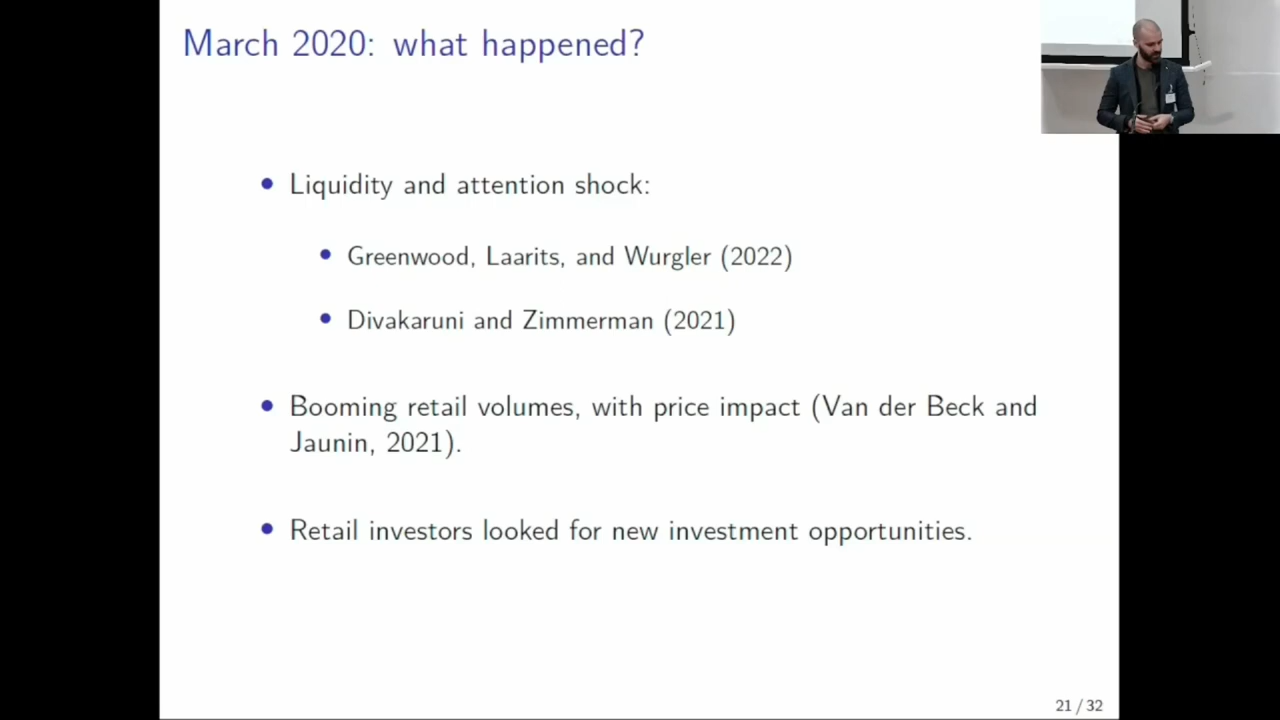 March 2020: what happened?
Liquidity and attention shock:
Greenwood, Laarits, and Wurgler (2022)
Divakaruni and Zimmerman (2021)
Booming retail volumes, with price impact (Van der Beck and
Jaunin, 2021).
Retail investors looked for new investment opportunities.
21 / 32